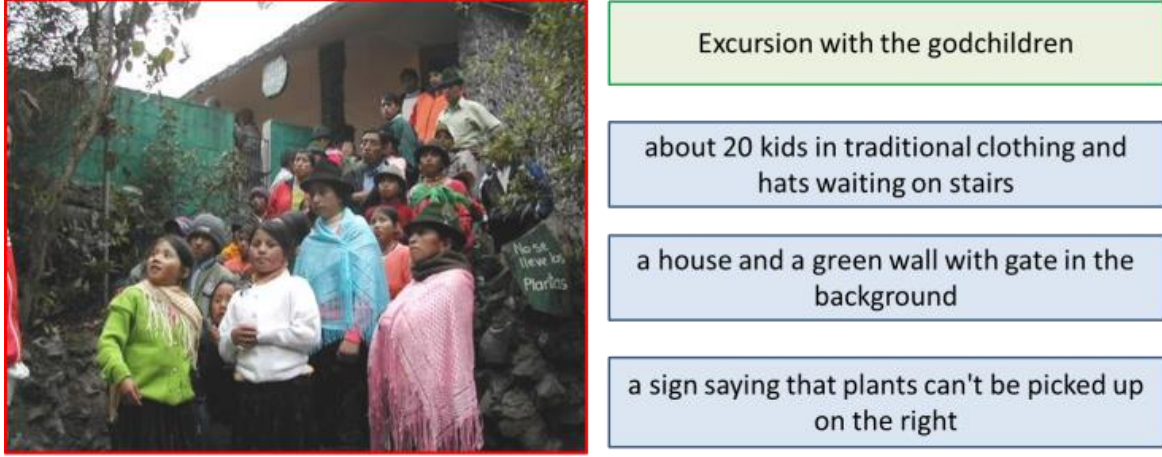 Excursion with the godchildren
about 20 kids in traditional clothing and
hats waiting on stairs
a house and a green wall with gate in the
background
a sign saying that plants can't be picked up
on the right
No se
lleve las
Plantas